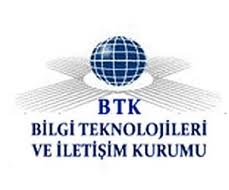 BTK
BİLGİ TEKNOLOJİLERİ
VE İLETİŞİM KURUMU